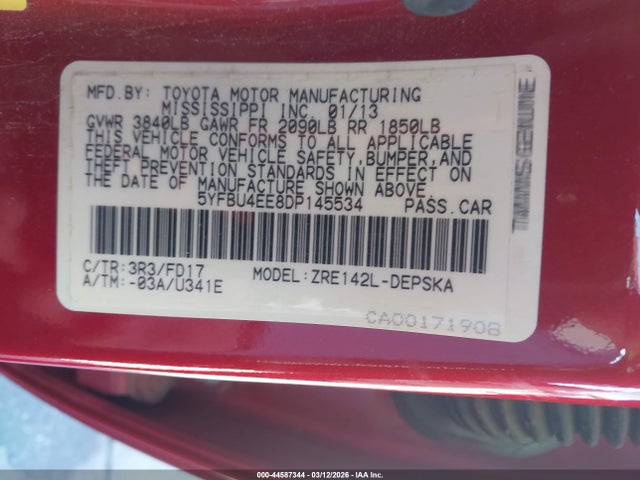 MFD. BY: TOYOTA MOTOR MANUFACTURING
MISSISSIPPI INC. 01/13
GVWR 3840LB GAWR FR 2090LB RR 1850LB
THIS VEHICLE CONFORMS TO ALL APPLICABLE
FEDERAL MOTOR VEHICLE SAFETY, BUMPER, AND
THEFT PREVENTION STANDARDS IN EFFECT ON
THE DATE OF MANUFACTURE SHOWN ABOVE.
5YFBU4EE8DP145534 PASS.CAR
C/TR:3R3/FD17 MODEL:ZRE142L-DEPSKA
A/TM:-03A/U341E
CA00171908
TMMMS GENUINE
000-44587344 | 03/12/2026 - IAA, LLC.